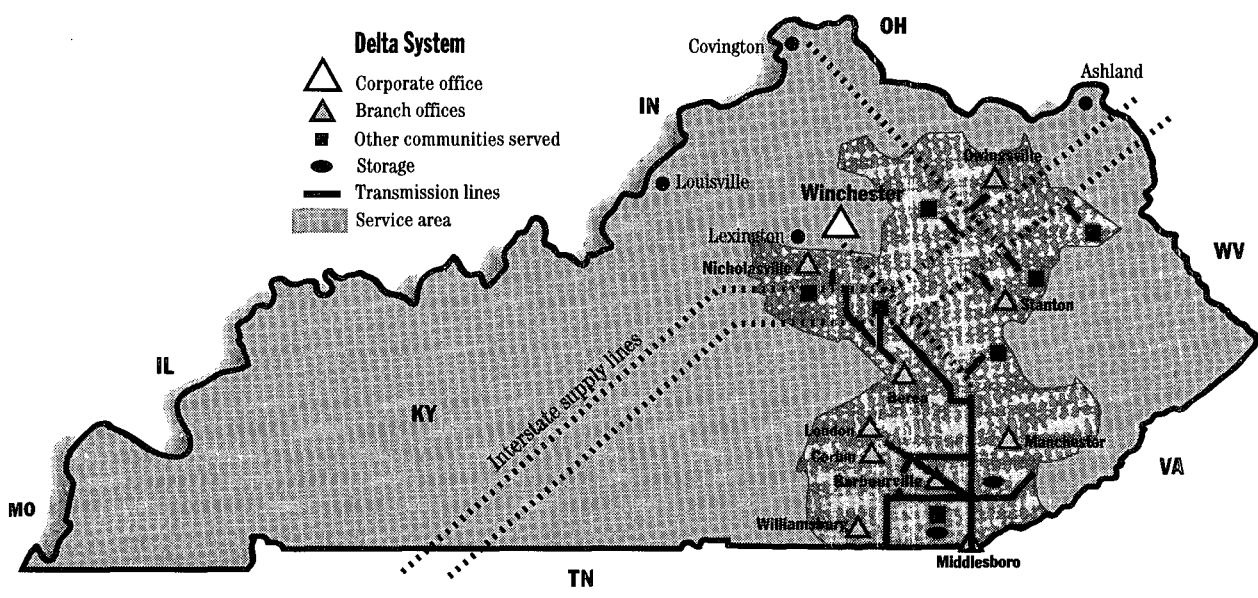 OH
Delta System
Covington
Corporate office
Ashland
Branch offices
IN
Other communities served
Owingsville
Storage
Louisville
Transmission lines
Winchester
Service area
Lexington
WV
Nicholasville
Stanton
Interstate supply lines
IL
Berea
KY
London
Manchester
Corbin
VA
Barbourville
MO
Williamsburg
Middlesboro
TN